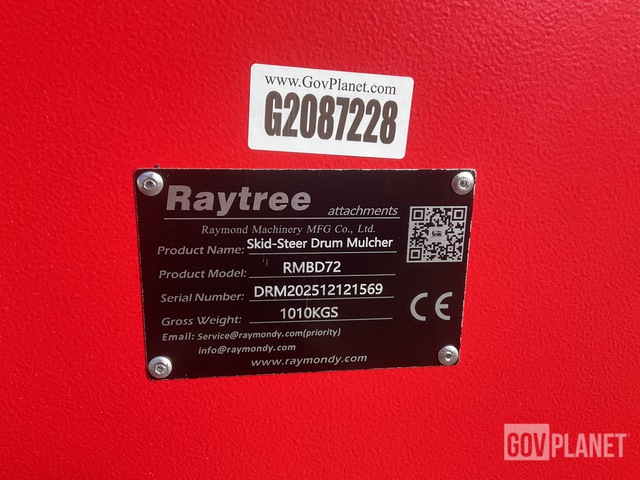 www.GovPlanet.com
G2087228
Raytree attachments
Raymond Machinery MFG Co., Ltd.
Product Name: Skid-Steer Drum Mulcher
Product Model: RMBD72
Serial Number: DRM202512121569
Gross Weight: 1010KGS
CE
Email: Service@raymondy.com(priority)
info@raymondy.com
www.raymondy.com
GOVPLANET